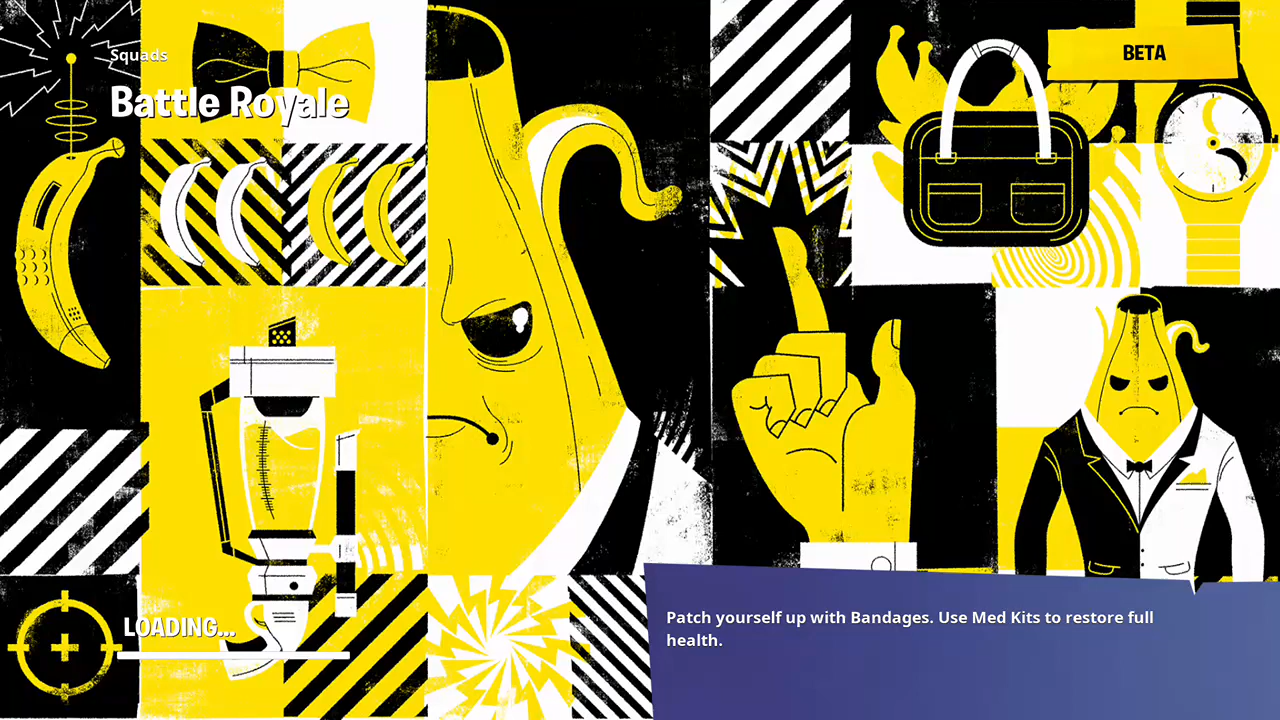 Squads
Battle Royale
BETA
LOADING...
Patch yourself up with Bandages. Use Med Kits to restore full
health.